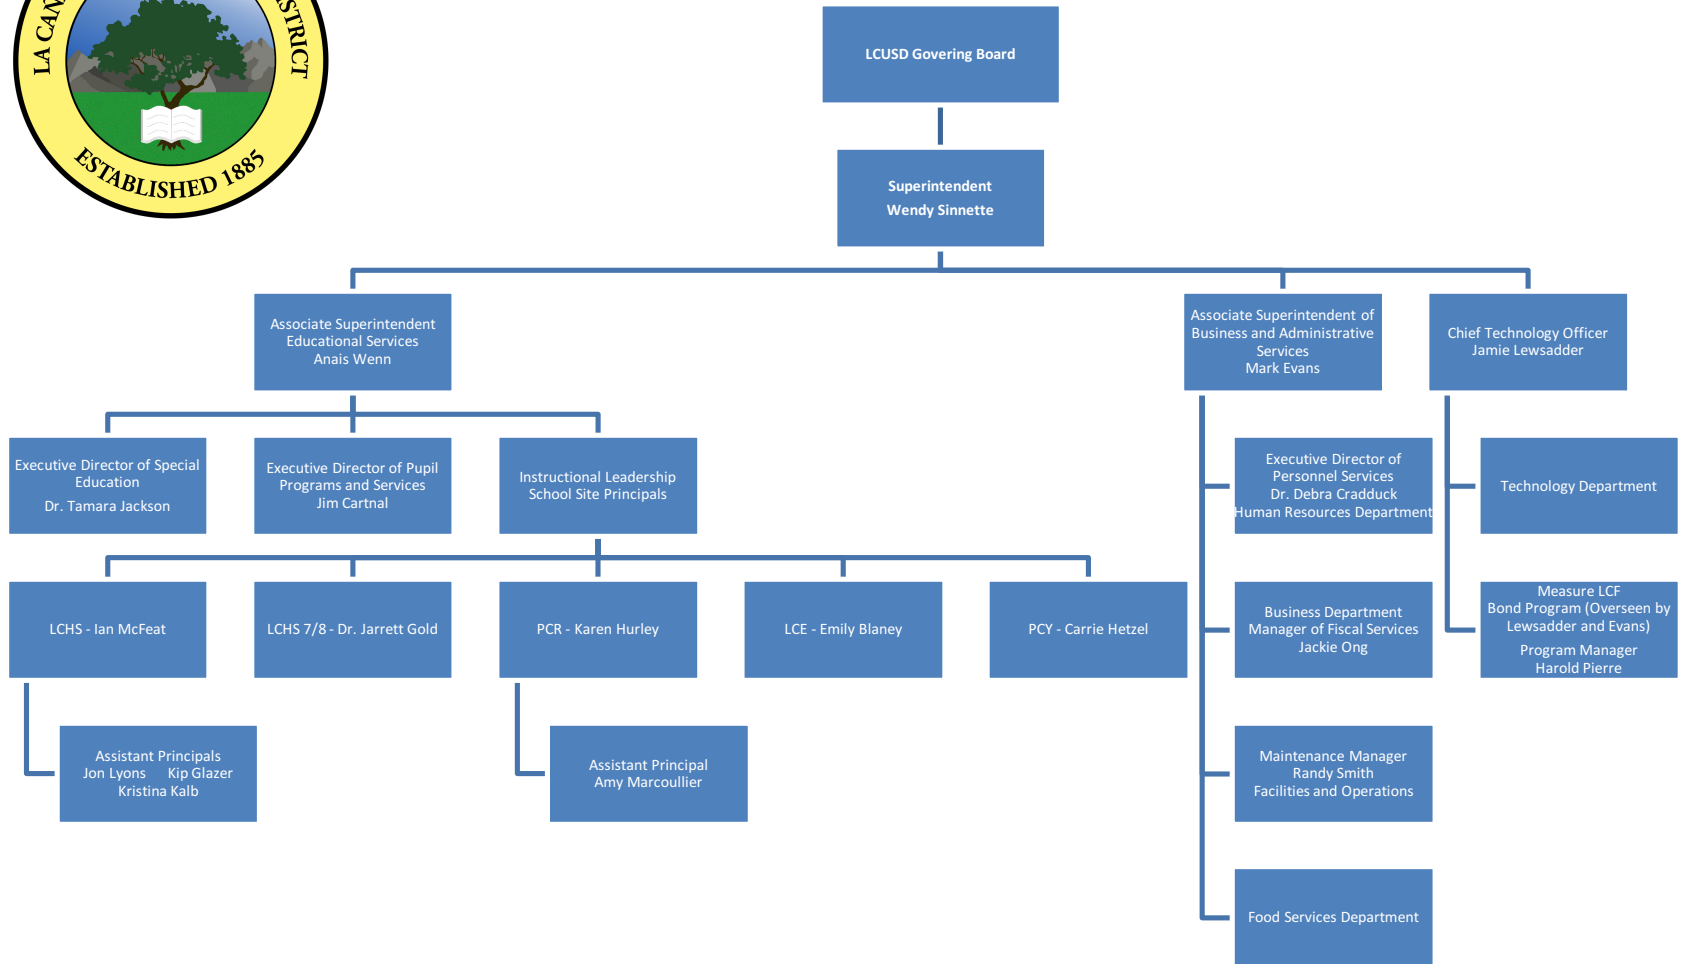 LA CAN
STRICT
ESTABLISHED 1885
LCUSD Govering Board
Superintendent
Wendy Sinnette
Associate Superintendent
Educational Services
Anais Wenn
Associate Superintendent of
Business and Administrative
Services
Mark Evans
Chief Technology Officer
Jamie Lewsadder
Executive Director of Special
Education
Dr. Tamara Jackson
Executive Director of Pupil
Programs and Services
Jim Cartnal
Instructional Leadership
School Site Principals
Executive Director of
Personnel Services
Dr. Debra Cradduck
Human Resources Department
Technology Department
LCHS - Ian McFeat
LCHS 7/8 - Dr. Jarrett Gold
PCR - Karen Hurley
LCE - Emily Blaney
PCY - Carrie Hetzel
Business Department
Manager of Fiscal Services
Jackie Ong
Measure LCF
Bond Program (Overseen by
Lewsadder and Evans)
Program Manager
Harold Pierre
Assistant Principals
Jon Lyons Kip Glazer
Kristina Kalb
Assistant Principal
Amy Marcoullier
Maintenance Manager
Randy Smith
Facilities and Operations
Food Services Department